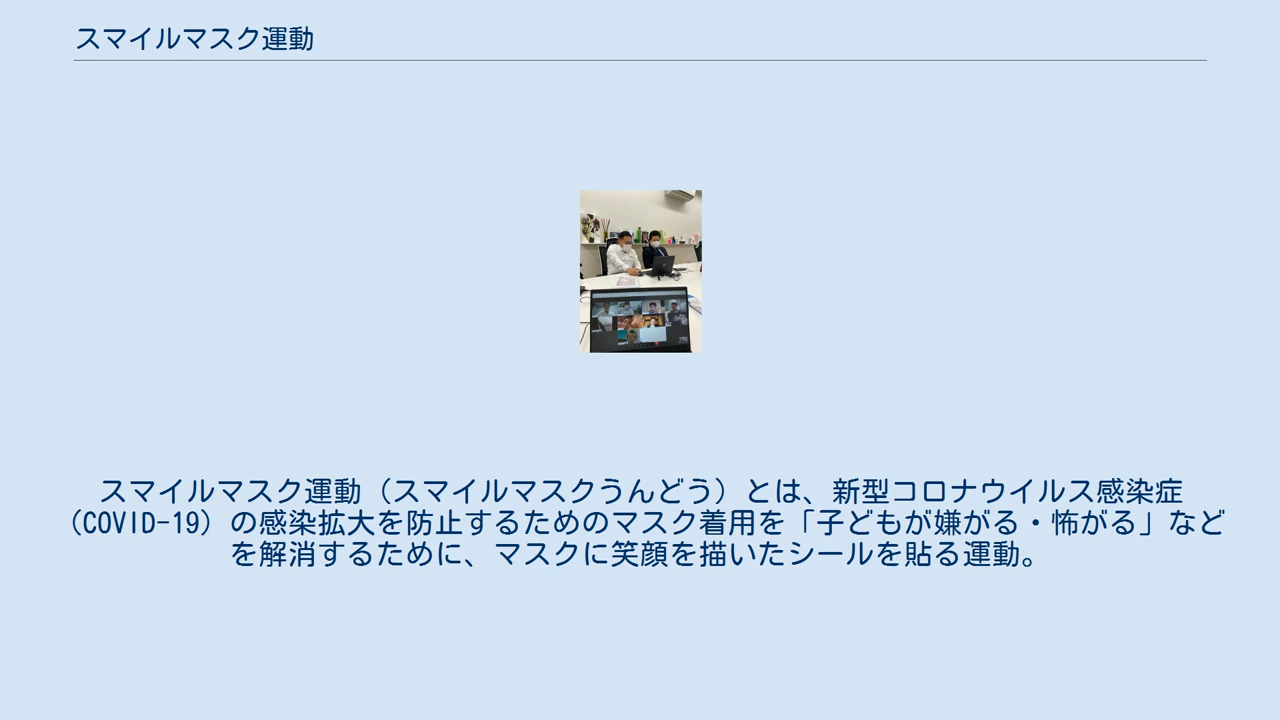 スマイルマスク運動
スマイルマスク運動（スマイルマスクうんどう）とは、新型コロナウイルス感染症
（COVID-19）の感染拡大を防止するためのマスク着用を「子どもが嫌がる・怖がる」など
を解消するために、マスクに笑顔を描いたシールを貼る運動。